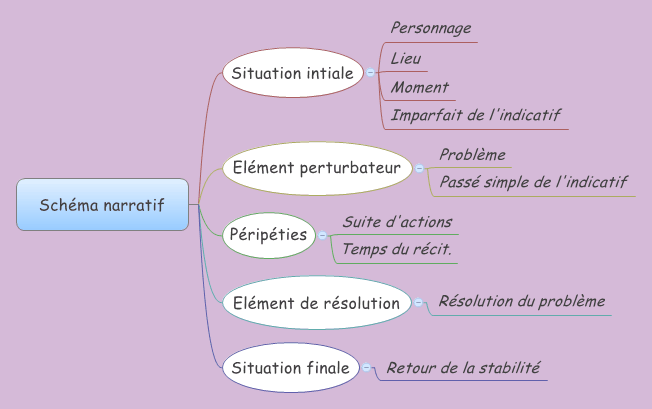 Schéma narratif
Situation intiale
Personnage
Lieu
Moment
Imparfait de l'indicatif
Elément perturbateur
Problème
Passé simple de l'indicatif
Péripéties
Suite d'actions
Temps du récit.
Elément de résolution
Résolution du problème
Situation finale
Retour de la stabilité